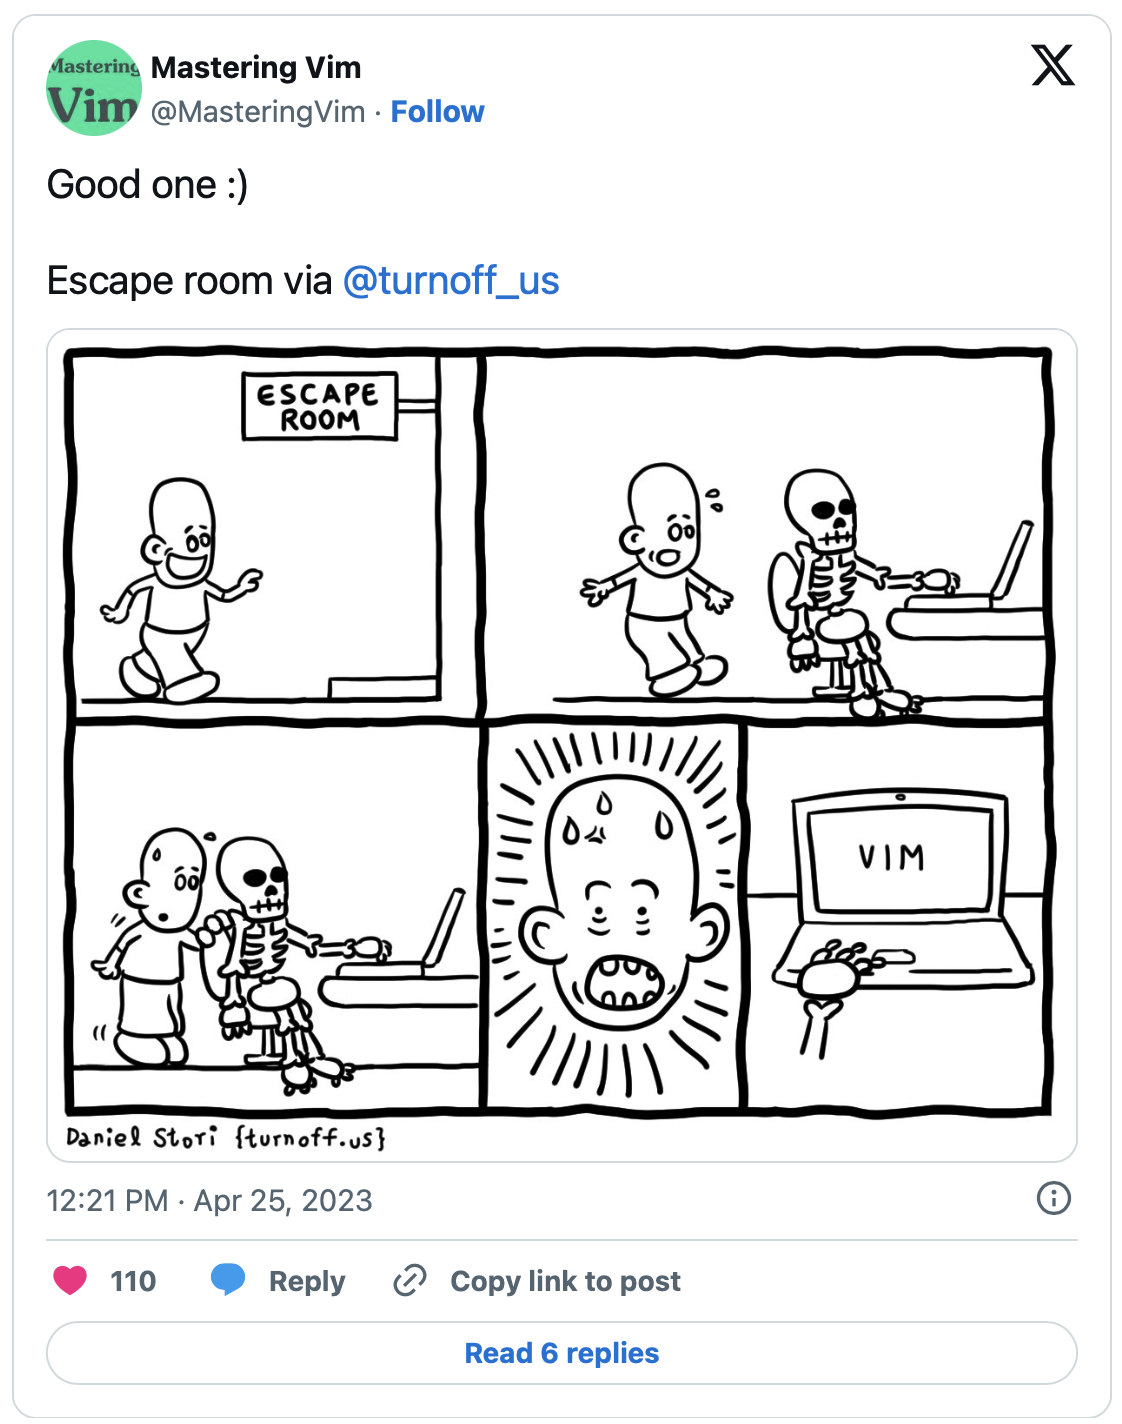 Mastering
Vim
Mastering Vim
@MasteringVim · Follow
Good one :)
Escape room via @turnoff_us
ESCAPE
ROOM
VIM
Daniel Stori {turnoff.us}
12:21 PM · Apr 25, 2023
110 Reply Copy link to post
Read 6 replies